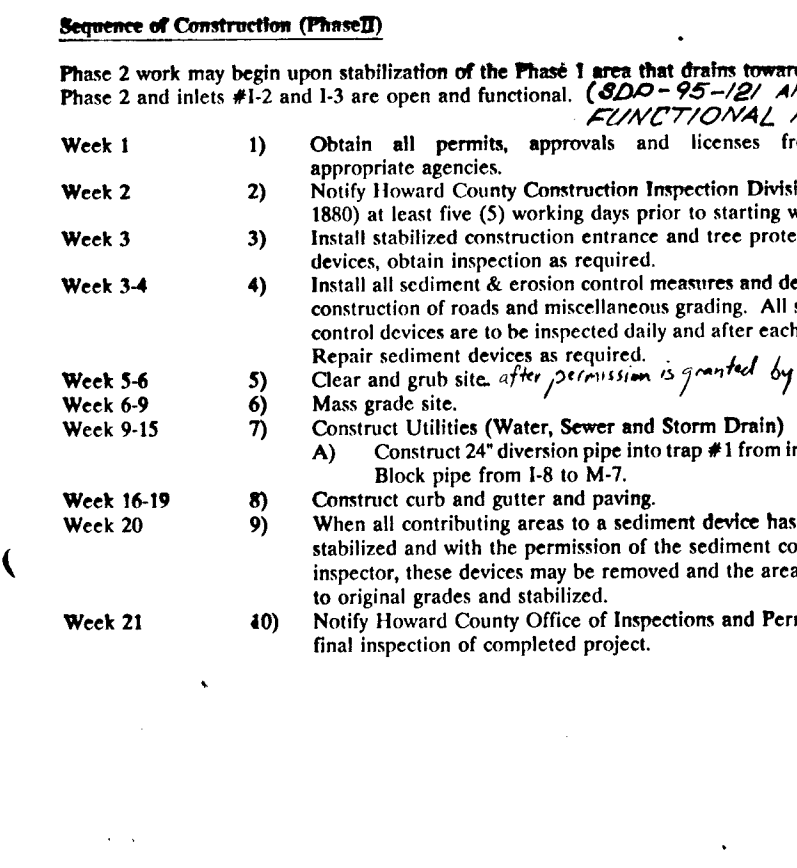 Sequence of Construction (Phase II)
Phase 2 work may begin upon stabilization of the Phase 1 area that drains towar
Phase 2 and inlets #I-2 and I-3 are open and functional. (SDP-95-121 A
FUNCTIONAL
Week 1 1) Obtain all permits, approvals and licenses fr
appropriate agencies.
Week 2 2) Notify Howard County Construction Inspection Divisi
1880) at least five (5) working days prior to starting w
Week 3 3) Install stabilized construction entrance and tree prote
devices, obtain inspection as required.
Week 3-4 4) Install all sediment & erosion control measures and de
construction of roads and miscellaneous grading. All s
control devices are to be inspected daily and after each
Repair sediment devices as required.
Week 5-6 5) Clear and grub site. after permission is granted by
Week 6-9 6) Mass grade site.
Week 9-15 7) Construct Utilities (Water, Sewer and Storm Drain)
A) Construct 24" diversion pipe into trap #1 from in
Block pipe from I-8 to M-7.
Week 16-19 8) Construct curb and gutter and paving.
Week 20 9) When all contributing areas to a sediment device has
stabilized and with the permission of the sediment co
inspector, these devices may be removed and the area
to original grades and stabilized.
Week 21 10) Notify Howard County Office of Inspections and Per
final inspection of completed project.